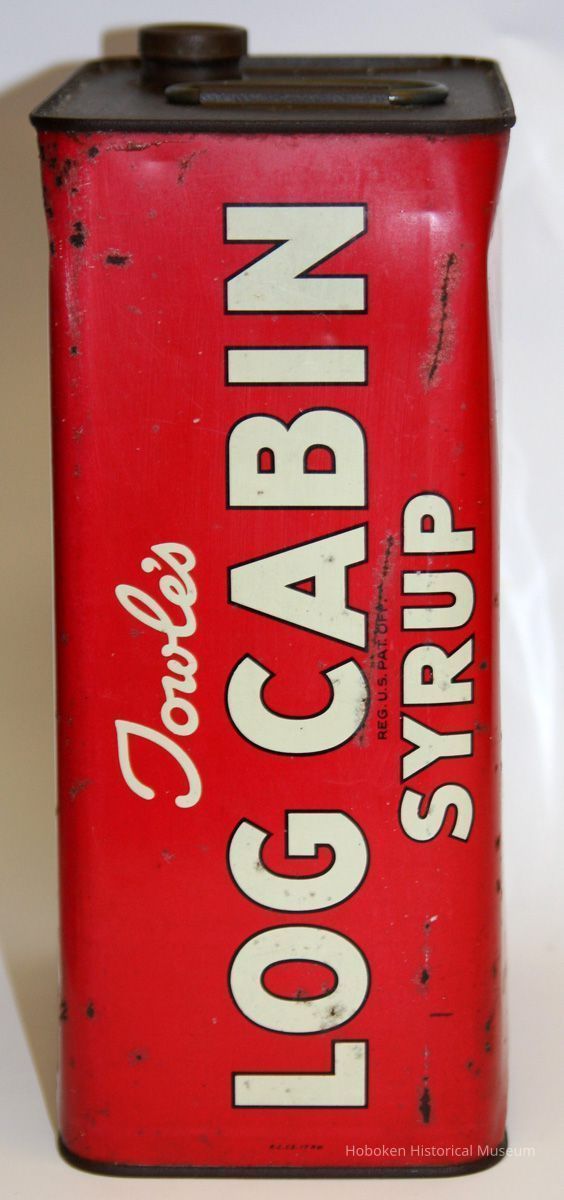 Towle's
LOG CABIN
REG. U.S. PAT. OFF.
SYRUP
Hoboken Historical Museum